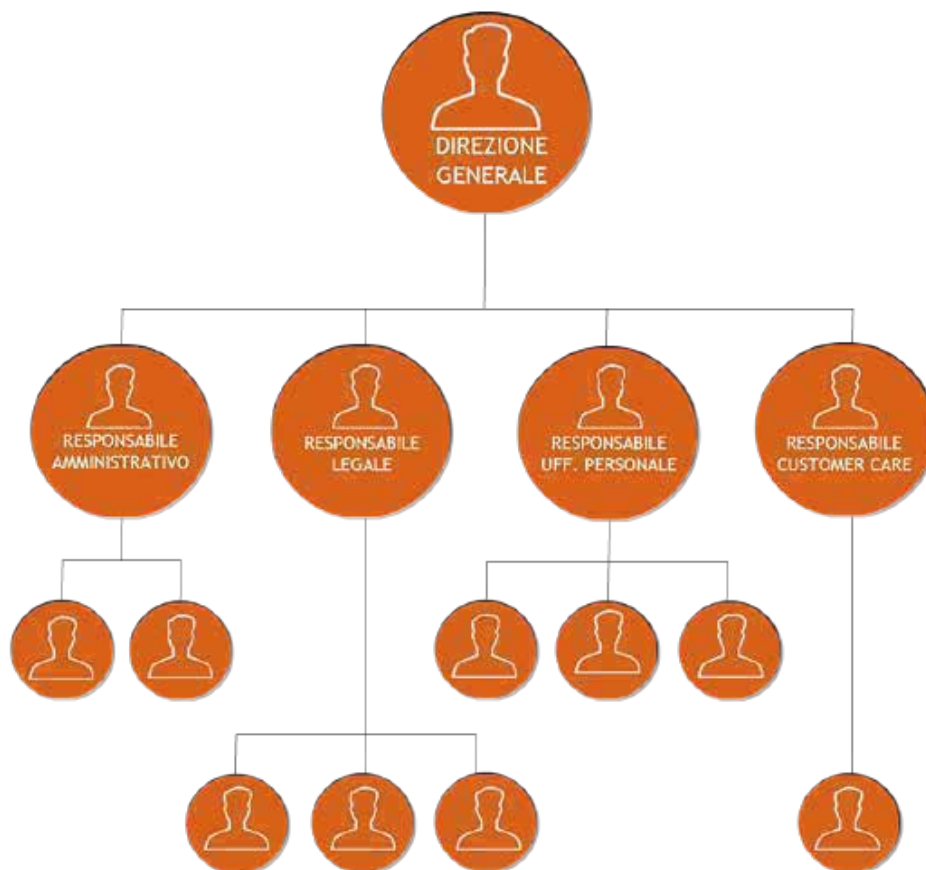 DIREZIONE
GENERALE
RESPONSABILE
AMMINISTRATIVO
RESPONSABILE
LEGALE
RESPONSABILE
UFF. PERSONALE
RESPONSABILE
CUSTOMER CARE